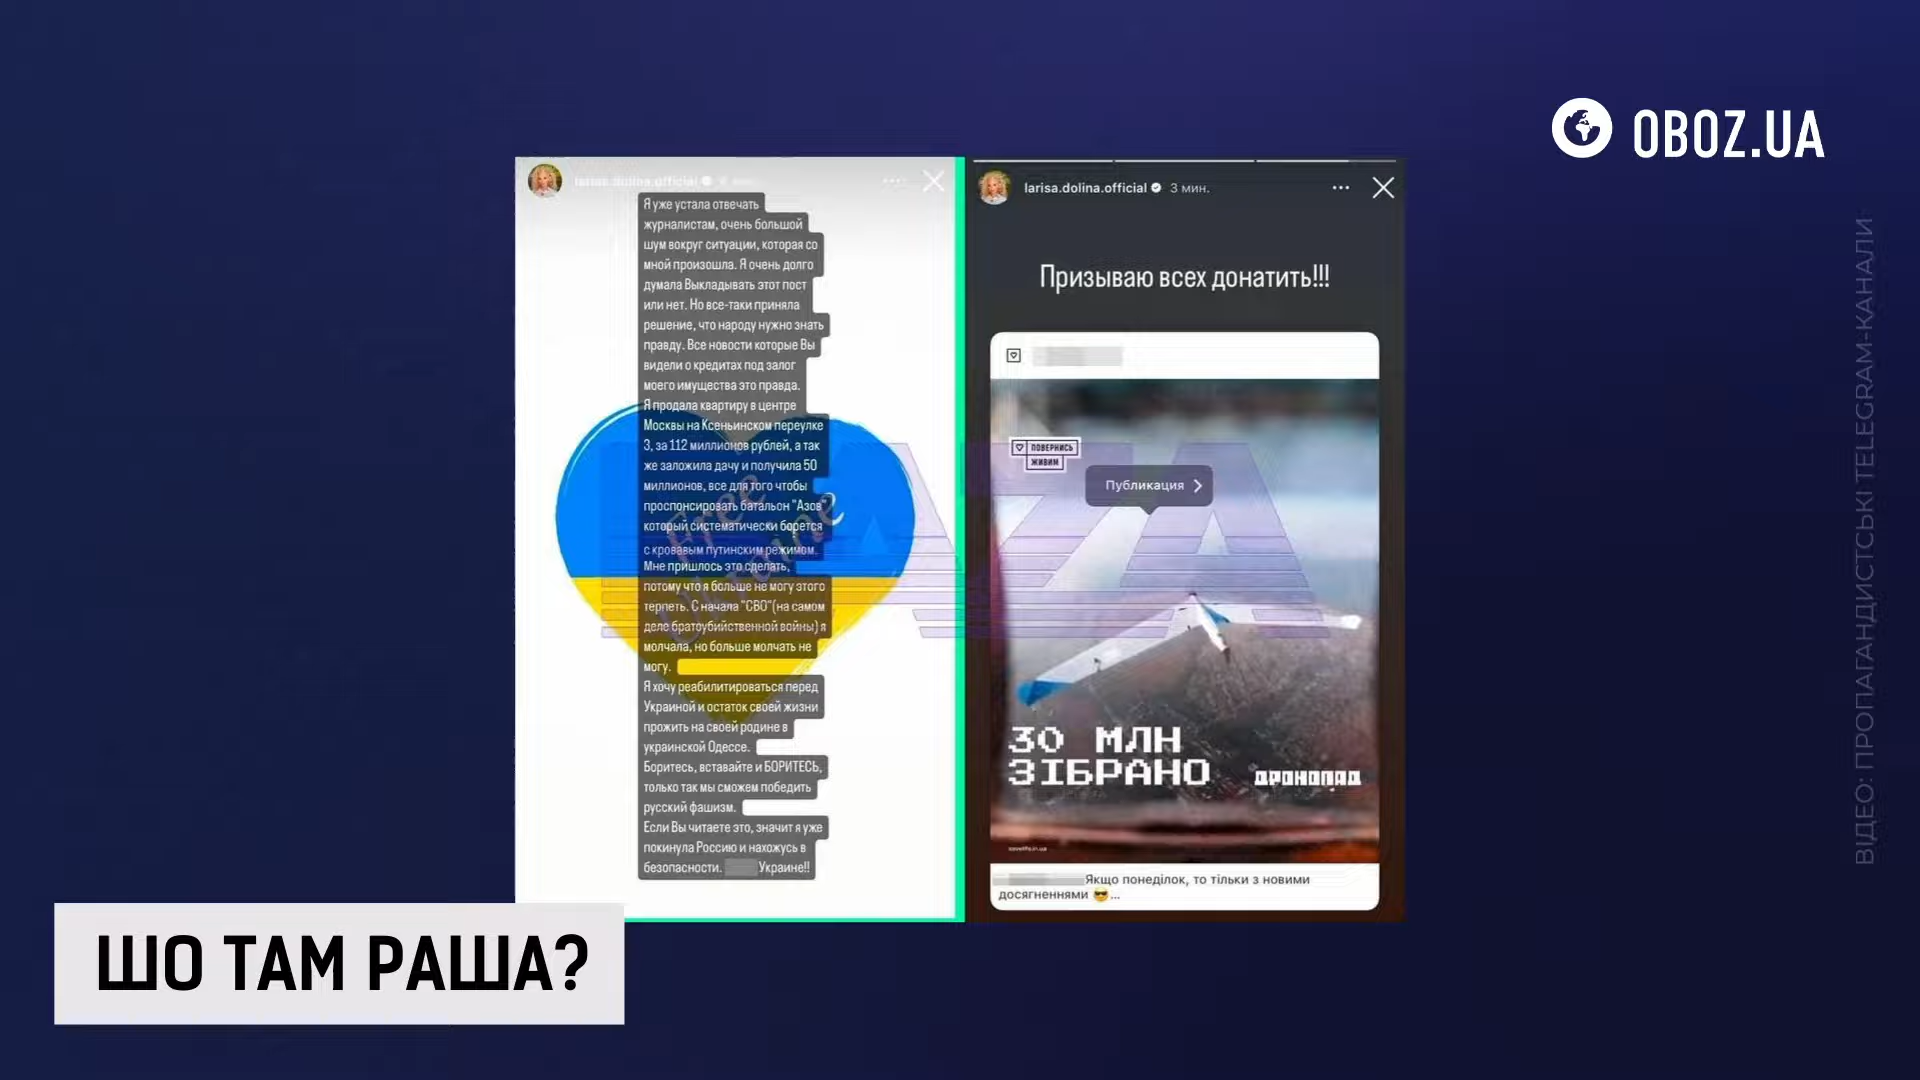 OBOZ.UA
larisa.dolina.official
Я уже устала отвечать
журналистам, очень большой
шум вокруг ситуации, которая со
мной произошла. Я очень долго
думала Выкладывать этот пост
или нет. Но все-таки приняла
решение, что народу нужно знать
правду. Все новости которые Вы
видели о кредитах под залог
моего имущества это правда.
Я продала квартиру в центре
Москвы на Ксеньинском переулке
3, за 112 миллионов рублей, а так
же заложила дачу и получила 50
миллионов, все для того чтобы
проспонсировать батальон "Азов"
который систематически борется
с кровавым путинским режимом.
Мне пришлось это сделать,
потому что я больше не могу этого
терпеть. С начала "СВО"(на самом
деле братоубийственной войны) я
молчала, но больше молчать не
могу.
Я хочу реабилитироваться перед
Украиной и остаток своей жизни
прожить на своей родине в
украинской Одессе.
Боритесь, вставайте и БОРИТЕСЬ,
только так мы сможем победить
русский фашизм.
Если Вы читаете это, значит я уже
покинула Россию и нахожусь в
безопасности. Украине!!
Free
Ukraine
larisa.dolina.official 3 мин.
Призываю всех донатить!!!
ПОВЕРНИСЬ
ЖИВИМ
Публикация
30 МЛН
ЗІБРАНО
ДРОНОПАД
savelife.in.ua
Якщо понеділок, то тільки з новими
досягненнями 😎...
ВІДЕО: ПРОПАГАНДИСТСЬКІ TELEGRAM-КАНАЛИ
ШО ТАМ РАША?